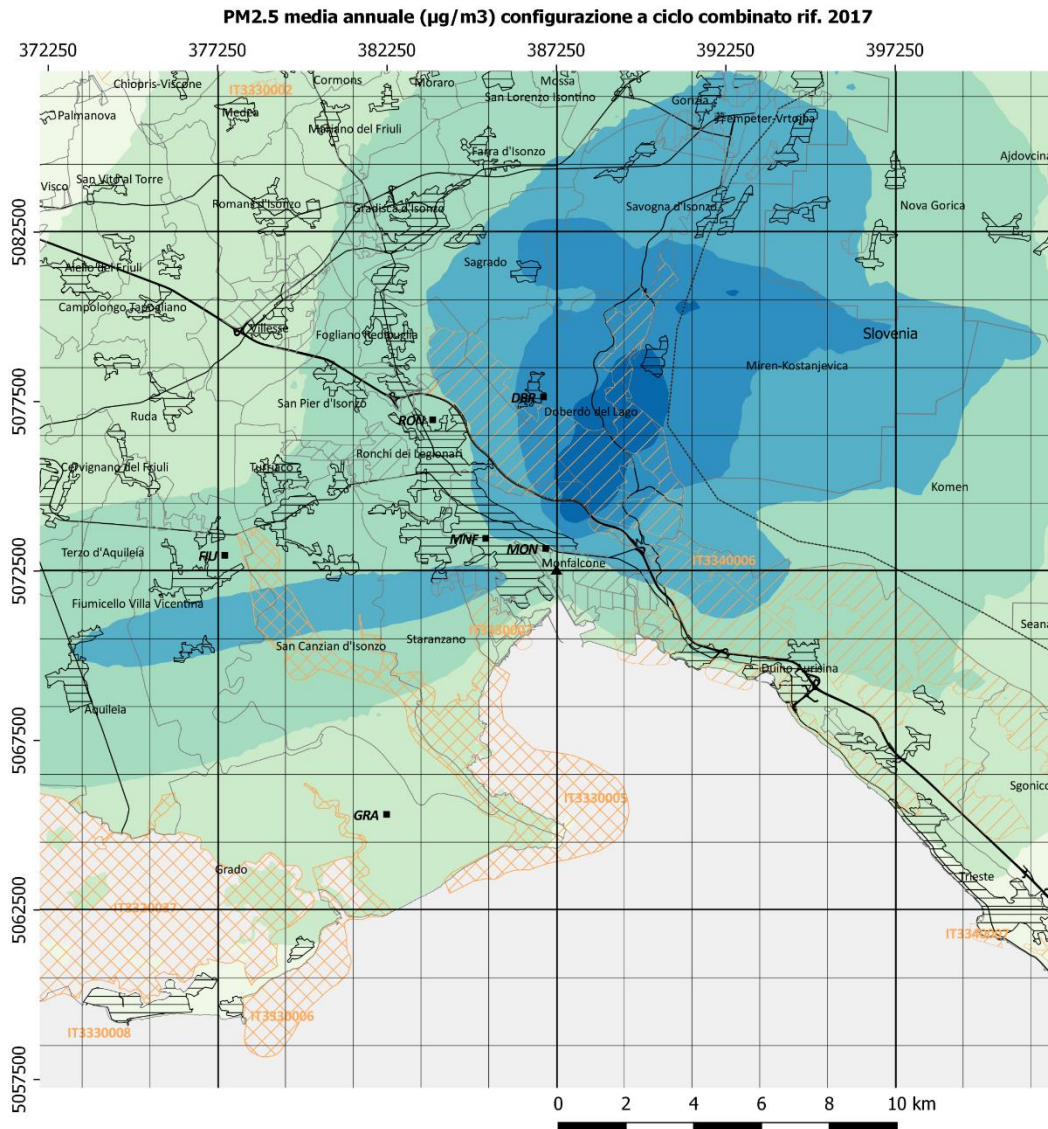 PM2.5 media annuale (µg/m3) configurazione a ciclo combinato rif. 2017
372250 377250 382250 387250 392250 397250
Chiopris-Viscone
IT3330002
Cormons
Moraro
Mossa
San Lorenzo Isontino
Gorizia
Palmanova
Medea
Mariano del Friuli
Šempeter-Vrtojba
Farra d'Isonzo
Ajdovcina
Visco
San Vito al Torre
Romans d'Isonzo
Gradisca d'Isonzo
Savogna d'Isonzo
Nova Gorica
5082500
Aiello del Friuli
Sagrado
Campolongo Tapogliano
Villesse
Fogliano Redipuglia
Slovenia
Miren-Kostanjevica
5077500
San Pier d'Isonzo
DBR
Doberdò del Lago
Ruda
RON
Ronchi dei Legionari
Cervignano del Friuli
Turriaco
Komen
MNF
MON
Terzo d'Aquileia
FIU
Monfalcone
IT3340006
5072500
Fiumicello Villa Vicentina
Staranzano
IT3330007
San Canzian d'Isonzo
Seana
Duino Aurisina
Aquileia
5067500
IT3330005
Sgonico
GRA
Grado
Trieste
IT3330037
5062500
IT3340007
IT3330006
IT3330008
5057500
0 2 4 6 8 10 km